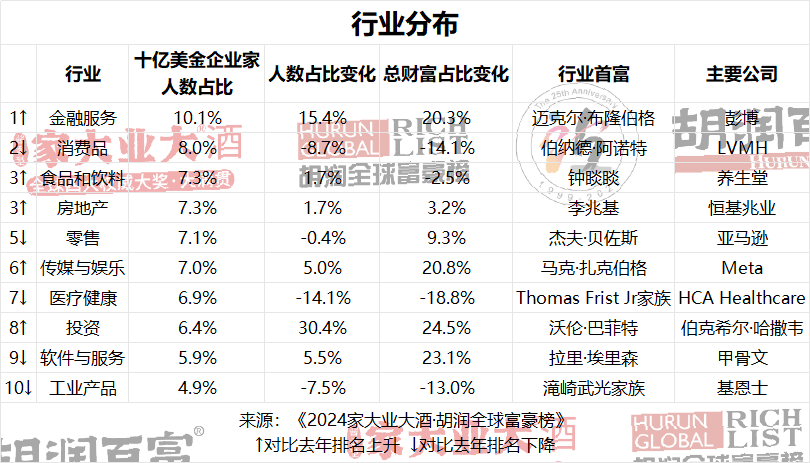 行业分布
行业 十亿美金企业家人数占比 人数占比变化 总财富占比变化 行业首富 主要公司
1↑ 金融服务 10.1% 15.4% 20.3% 迈克尔·布隆伯格 彭博
2↓ 消费品 8.0% -8.7% -14.1% 伯纳德·阿诺特 LVMH
3↑ 食品和饮料 7.3% 1.7% -2.5% 钟睒睒 养生堂
3↑ 房地产 7.3% 1.7% 3.2% 李兆基 恒基兆业
5↓ 零售 7.1% -0.4% 9.3% 杰夫·贝佐斯 亚马逊
6↑ 传媒与娱乐 7.0% 5.0% 20.8% 马克·扎克伯格 Meta
7↓ 医疗健康 6.9% -14.1% -18.8% Thomas Frist Jr家族 HCA Healthcare
8↑ 投资 6.4% 30.4% 24.5% 沃伦·巴菲特 伯克希尔·哈撒韦
9↓ 软件与服务 5.9% 5.5% 23.1% 拉里·埃里森 甲骨文
10↓ 工业产品 4.9% -7.5% -13.0% 滝崎武光家族 基恩士
来源：《2024家大业大酒·胡润全球富豪榜》
↑对比去年排名上升 ↓对比去年排名下降
家大业大®酒
HURUN GLOBAL RICH LIST
胡润全球富豪榜
The 25th Anniversary
胡润百富®
HURUN GLOBAL RICH LIST